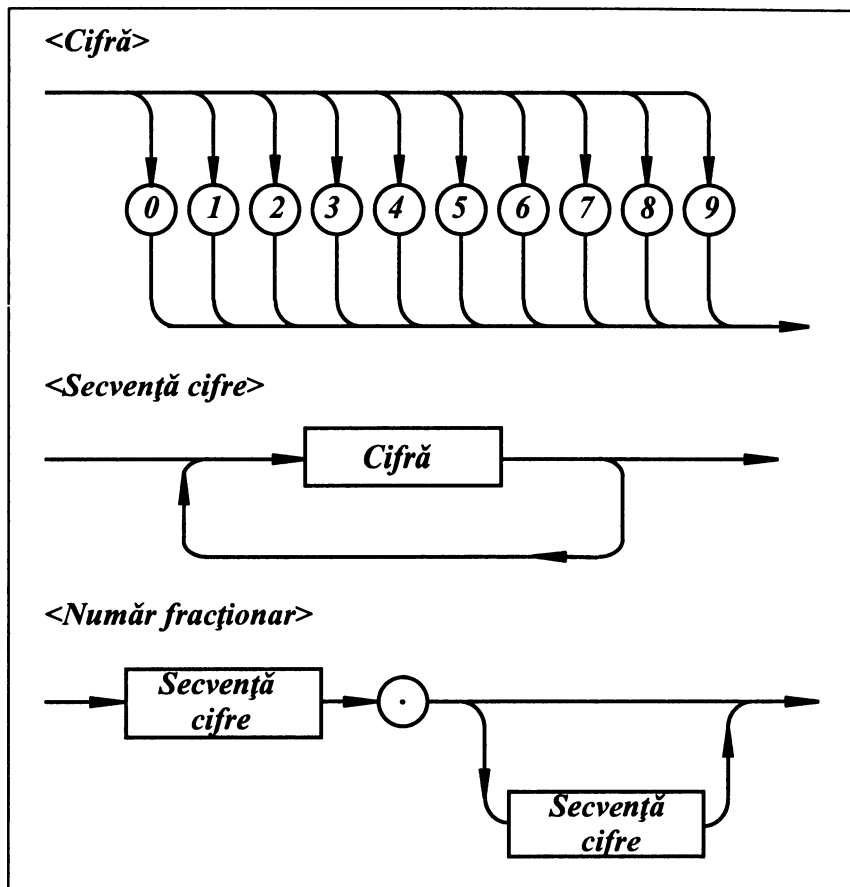 <Cifră>
0 1 2 3 4 5 6 7 8 9
<Secvenţă cifre>
Cifră
<Număr fracţionar>
Secvenţă
cifre
.
Secvenţă
cifre